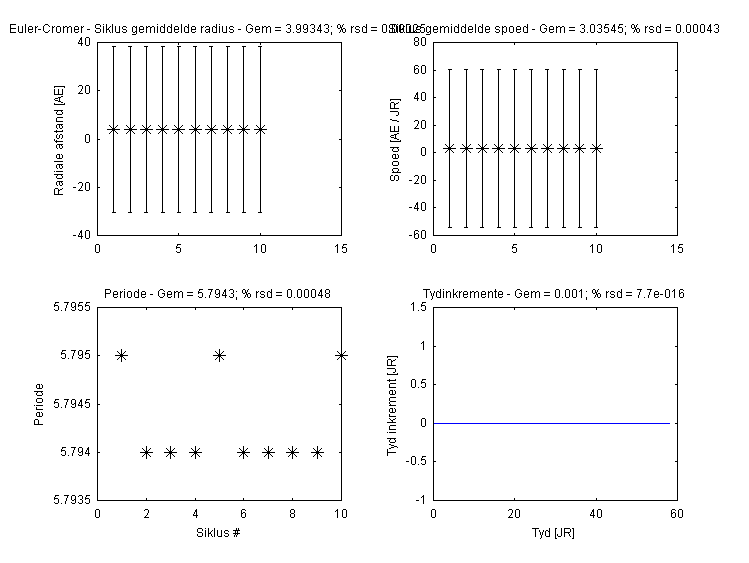 Euler-Cromer - Siklus gemiddelde radius - Gem = 3.99343; % rsd = 0.00025
Siklus gemiddelde spoed - Gem = 3.03545; % rsd = 0.00043
40
20
0
-20
-40
Radiale afstand [AE]
0 5 10 15
80
60
40
20
0
-20
-40
-60
Spoed [AE / JR]
0 5 10 15
Periode - Gem = 5.7943; % rsd = 0.00048
5.7955
5.795
5.7945
5.794
5.7935
Periode
0 2 4 6 8 10
Siklus #
Tydinkremente - Gem = 0.001; % rsd = 7.7e-016
1.5
1
0.5
0
-0.5
-1
Tyd inkrement [JR]
0 20 40 60
Tyd [JR]